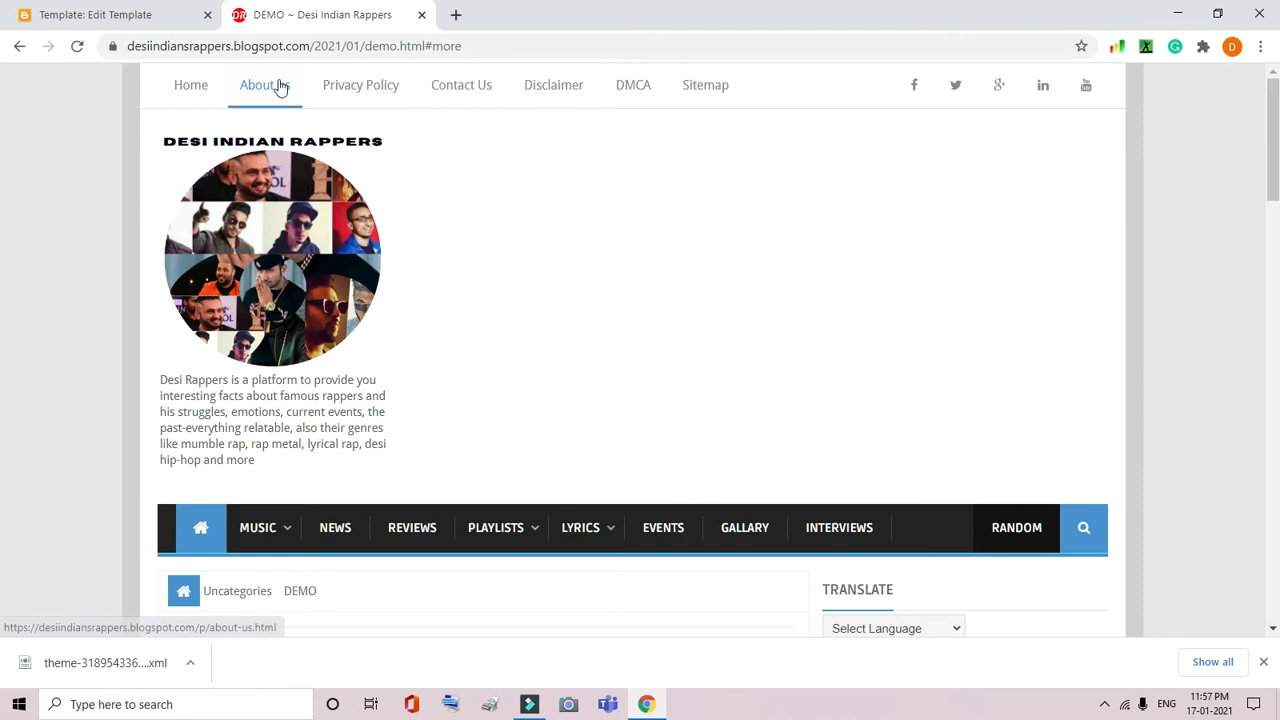 Template: Edit Template
DEMO ~ Desi Indian Rappers
desiindiansrappers.blogspot.com/2021/01/demo.html#more
D
Home
About
Privacy Policy
Contact Us
Disclaimer
DMCA
Sitemap
DESI INDIAN RAPPERS
Desi Rappers is a platform to provide you
interesting facts about famous rappers and
his struggles, emotions, current events, the
past-everything relatable, also their genres
like mumble rap, rap metal, lyrical rap, desi
hip-hop and more
MUSIC
NEWS
REVIEWS
PLAYLISTS
LYRICS
EVENTS
GALLARY
INTERVIEWS
RANDOM
Uncategories
DEMO
TRANSLATE
Select Language
https://desiindiansrappers.blogspot.com/p/about-us.html
theme-318954336....xml
Show all
Type here to search
ENG
11:57 PM
17-01-2021